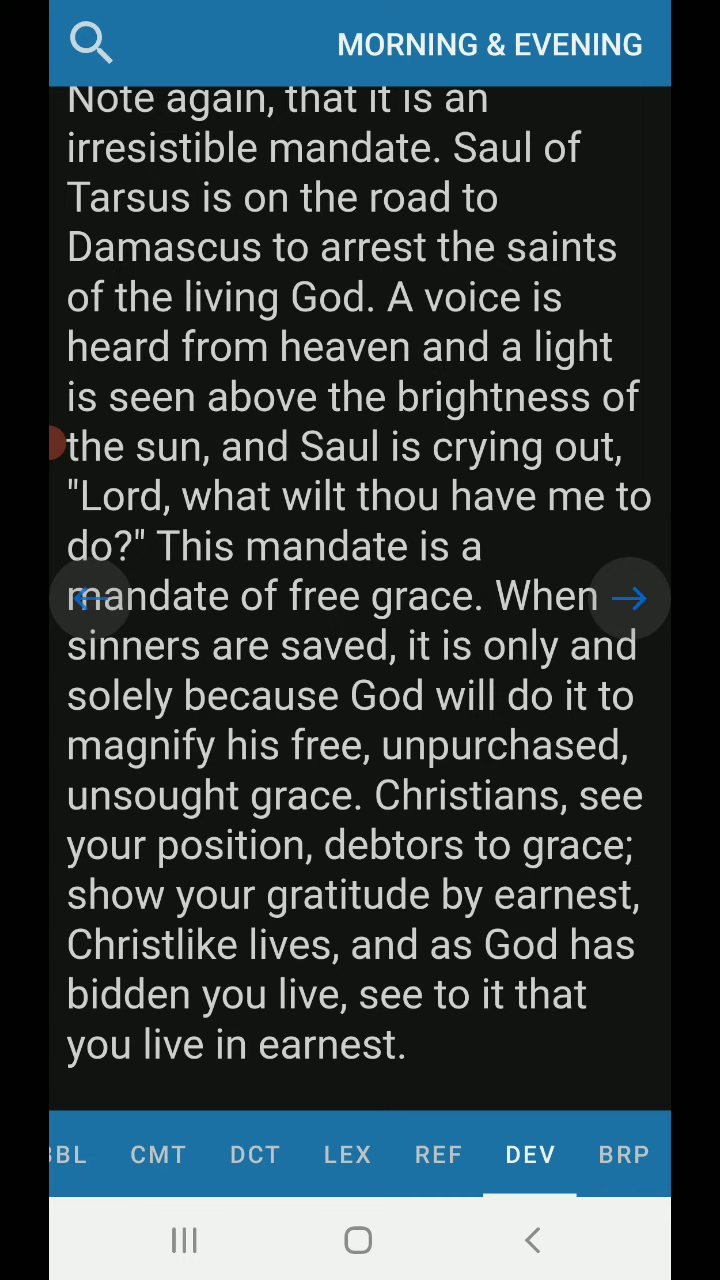 MORNING & EVENING
Note again, that it is an
irresistible mandate. Saul of
Tarsus is on the road to
Damascus to arrest the saints
of the living God. A voice is
heard from heaven and a light
is seen above the brightness of
the sun, and Saul is crying out,
"Lord, what wilt thou have me to
do?" This mandate is a
mandate of free grace. When
sinners are saved, it is only and
solely because God will do it to
magnify his free, unpurchased,
unsought grace. Christians, see
your position, debtors to grace;
show your gratitude by earnest,
Christlike lives, and as God has
bidden you live, see to it that
you live in earnest.
BBL CMT DCT LEX REF DEV BRP